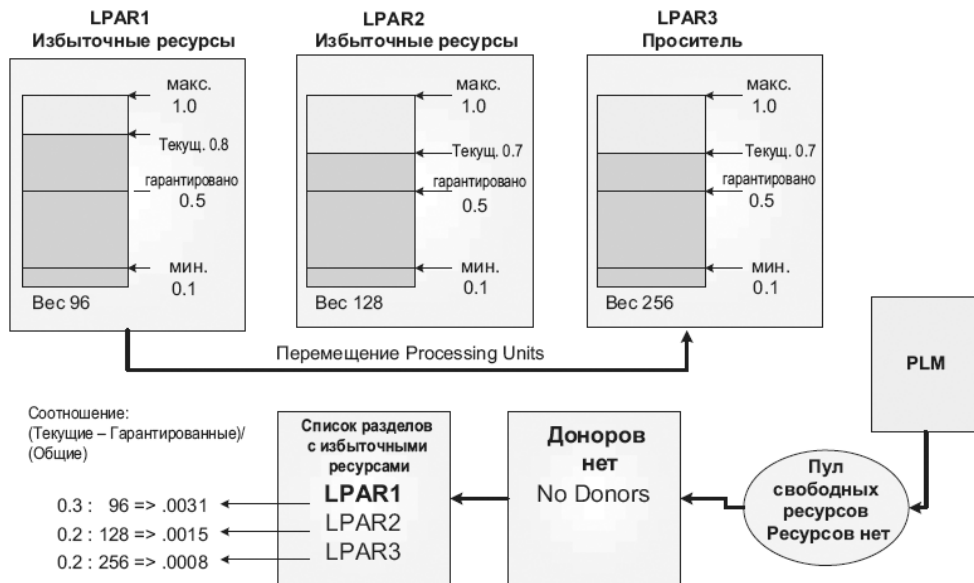 LPAR1
Избыточные ресурсы
макс.
1.0
Текущ. 0.8
гарантировано
0.5
мин.
0.1
Вес 96
LPAR2
Избыточные ресурсы
макс.
1.0
Текущ. 0.7
гарантировано
0.5
мин.
0.1
Вес 128
LPAR3
Проситель
макс.
1.0
Текущ. 0.7
гарантировано
0.5
мин.
0.1
Вес 256
Перемещение Processing Units
PLM
Пул
свободных
ресурсов
Ресурсов нет
Доноров
нет
No Donors
Список разделов
с избыточными
ресурсами
LPAR1
LPAR2
LPAR3
Соотношение:
(Текущие – Гарантированные)/
(Общие)
0.3 : 96 => .0031
0.2 : 128 => .0015
0.2 : 256 => .0008